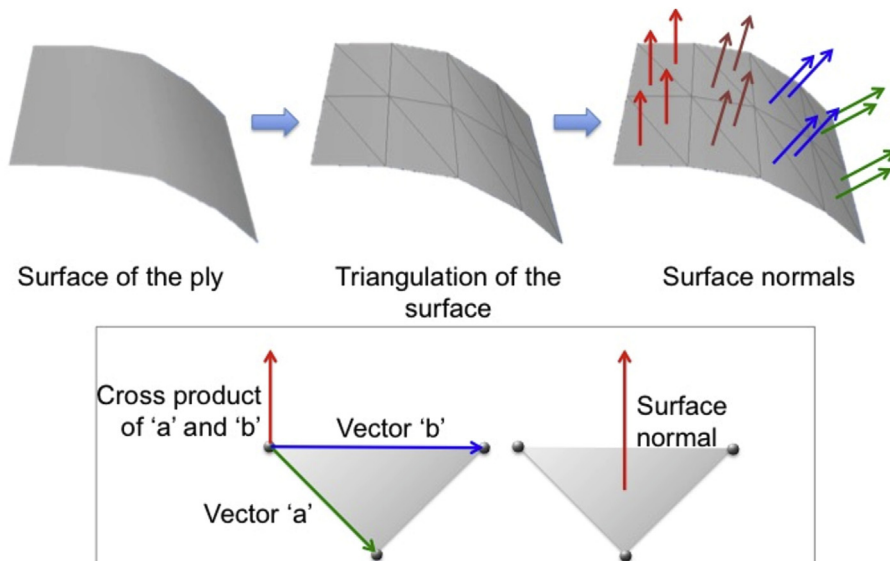 Surface of the ply
Triangulation of the
surface
Surface normals
Cross product
of ‘a’ and ‘b’
Vector ‘b’
Vector ‘a’
Surface
normal